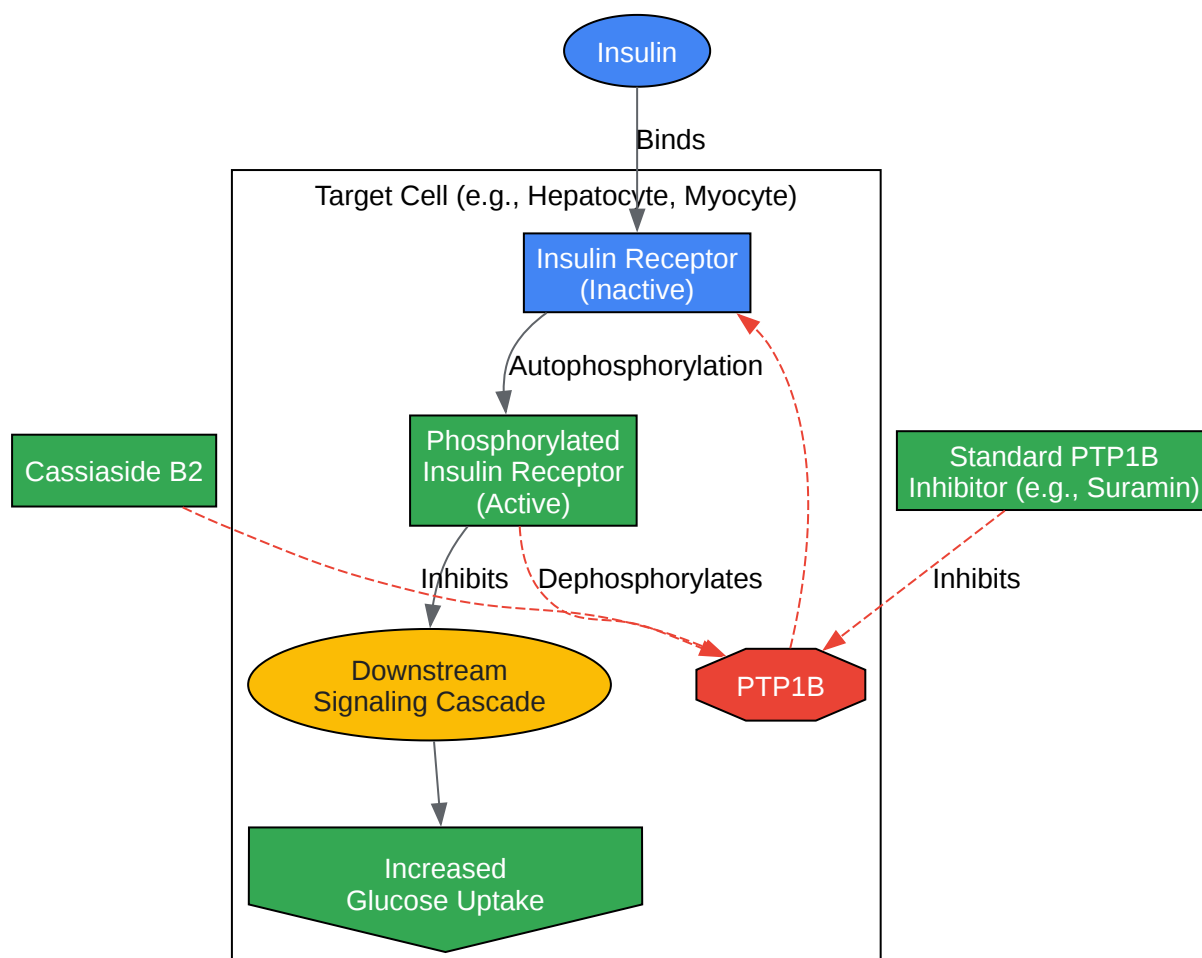 Insulin
Binds
Target Cell (e.g., Hepatocyte, Myocyte)
Insulin Receptor
(Inactive)
Autophosphorylation
Phosphorylated
Insulin Receptor
(Active)
Cassiaside B2
Standard PTP1B
Inhibitor (e.g., Suramin)
Inhibits
Dephosphorylates
Inhibits
Downstream
Signaling Cascade
PTP1B
Increased
Glucose Uptake